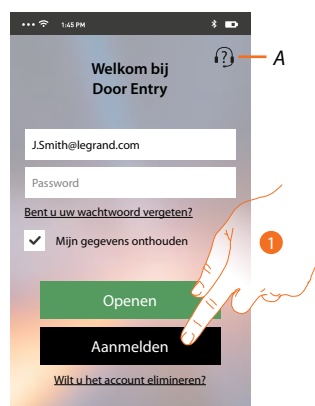 1:45 PM
A
Welkom bij
Door Entry
J.Smith@legrand.com
Password
Bent u uw wachtwoord vergeten?
Mijn gegevens onthouden
1
Openen
Aanmelden
Wilt u het account elimineren?